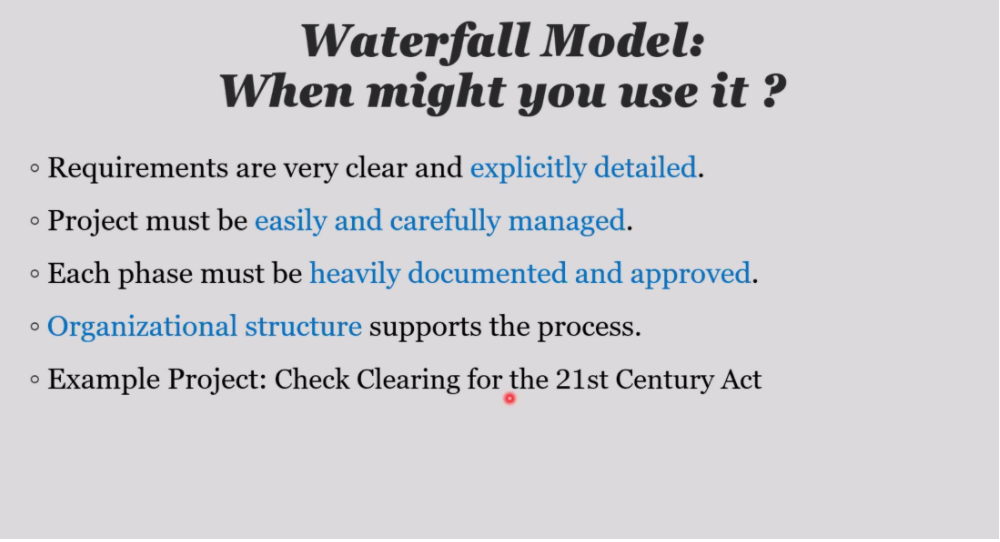 Waterfall Model:
When might you use it ?
◦ Requirements are very clear and explicitly detailed.
◦ Project must be easily and carefully managed.
◦ Each phase must be heavily documented and approved.
◦ Organizational structure supports the process.
◦ Example Project: Check Clearing for the 21st Century Act